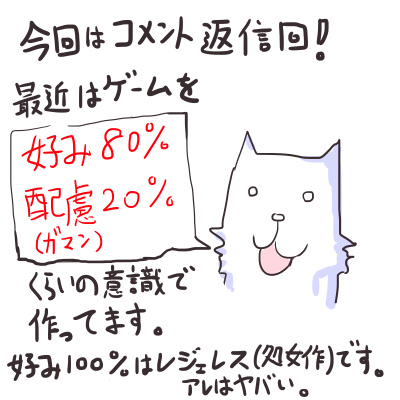 今回はコメント返信回!
最近はゲームを
好み80%
配慮20%
(ガマン)
くらいの意識で
作ってます。
好み100%はレジェレス(処女作)です。
アレはヤバい。